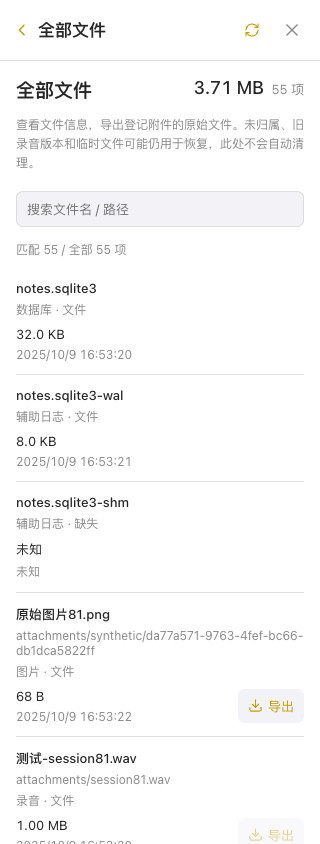 全部文件
全部文件
3.71 MB 55 项
查看文件信息，导出登记附件的原始文件。未归属、旧
录音版本和临时文件可能仍用于恢复，此处不会自动清
理。
搜索文件名 / 路径
匹配 55 / 全部 55 项
notes.sqlite3
数据库 · 文件
32.0 KB
2025/10/9 16:53:20
notes.sqlite3-wal
辅助日志 · 文件
8.0 KB
2025/10/9 16:53:21
notes.sqlite3-shm
辅助日志 · 缺失
未知
未知
原始图片81.png
attachments/synthetic/da77a571-9763-4fef-bc66-
db1dca5822ff
图片 · 文件
68 B
2025/10/9 16:53:22
导出
测试-session81.wav
attachments/session81.wav
录音 · 文件
1.00 MB
导出